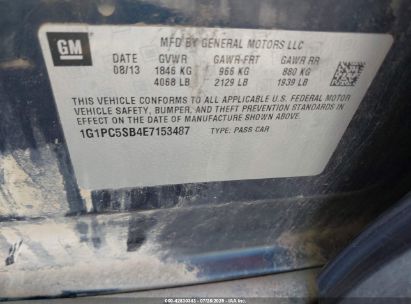 GM
MFD BY GENERAL MOTORS LLC
DATE GVWR GAWR-FRT GAWR RR
08/13 1846 KG 966 KG 880 KG
4068 LB 2129 LB 1939 LB
THIS VEHICLE CONFORMS TO ALL APPLICABLE U.S. FEDERAL MOTOR
VEHICLE SAFETY, BUMPER, AND THEFT PREVENTION STANDARDS
IN EFFECT ON THE DATE OF MANUFACTURE SHOWN ABOVE.
1G1PC5SB4E7153487 TYPE: PASS CAR